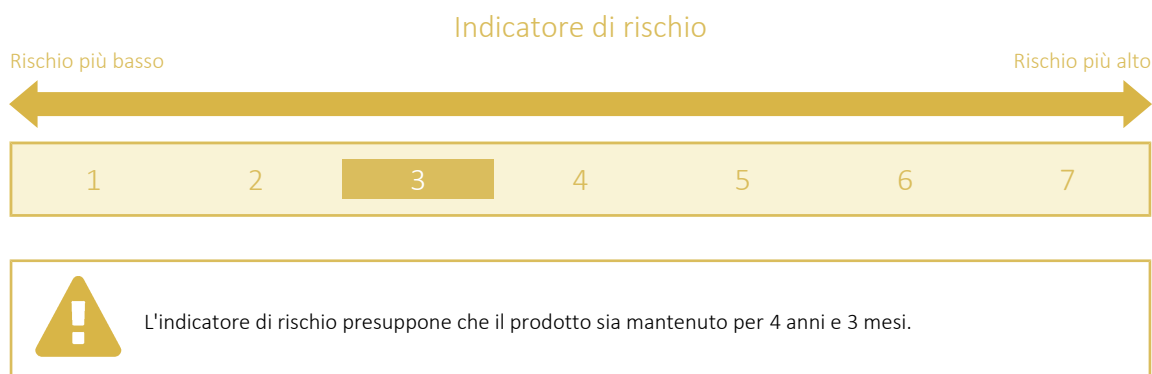 Indicatore di rischio
Rischio più basso Rischio più alto
1 2 3 4 5 6 7
L'indicatore di rischio presuppone che il prodotto sia mantenuto per 4 anni e 3 mesi.